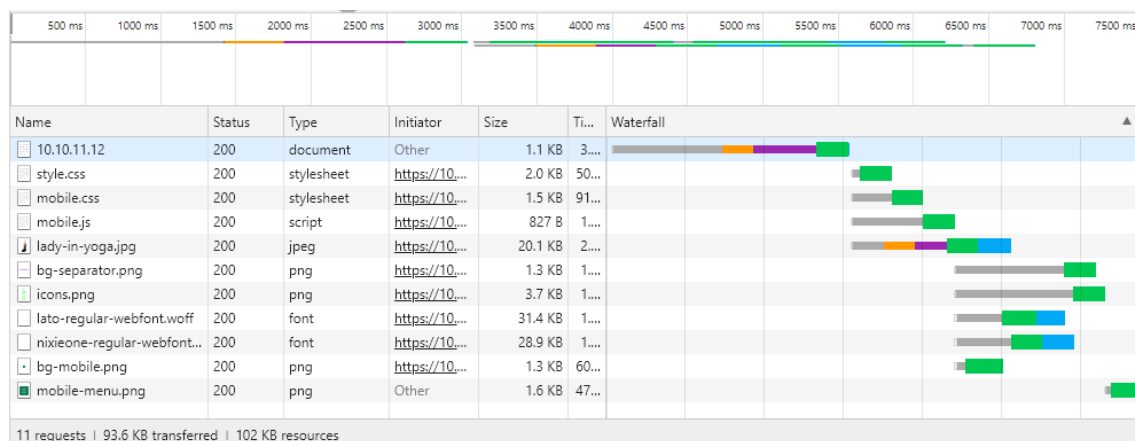 500 ms 1000 ms 1500 ms 2000 ms 2500 ms 3000 ms 3500 ms 4000 ms 4500 ms 5000 ms 5500 ms 6000 ms 6500 ms 7000 ms 7500 ms
Name Status Type Initiator Size Ti... Waterfall
10.10.11.12 200 document Other 1.1 KB 3....
style.css 200 stylesheet https://10.... 2.0 KB 50...
mobile.css 200 stylesheet https://10.... 1.5 KB 91...
mobile.js 200 script https://10.... 827 B 1....
lady-in-yoga.jpg 200 jpeg https://10.... 20.1 KB 2....
bg-separator.png 200 png https://10.... 1.3 KB 1....
icons.png 200 png https://10.... 3.7 KB 1....
lato-regular-webfont.woff 200 font https://10.... 31.4 KB 1....
nixieone-regular-webfont... 200 font https://10.... 28.9 KB 1....
bg-mobile.png 200 png https://10.... 1.3 KB 60...
mobile-menu.png 200 png Other 1.6 KB 47...
11 requests | 93.6 KB transferred | 102 KB resources